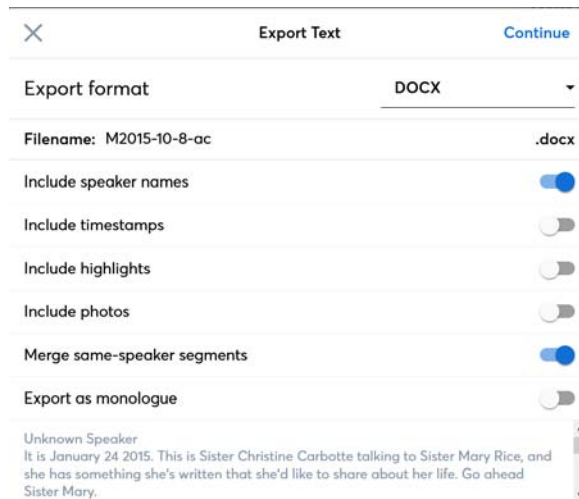 Export Text
Continue
Export format
DOCX
Filename: M2015-10-8-ac
.docx
Include speaker names
Include timestamps
Include highlights
Include photos
Merge same-speaker segments
Export as monologue
Unknown Speaker
It is January 24 2015. This is Sister Christine Carbotte talking to Sister Mary Rice, and
she has something she's written that she'd like to share about her life. Go ahead
Sister Mary.